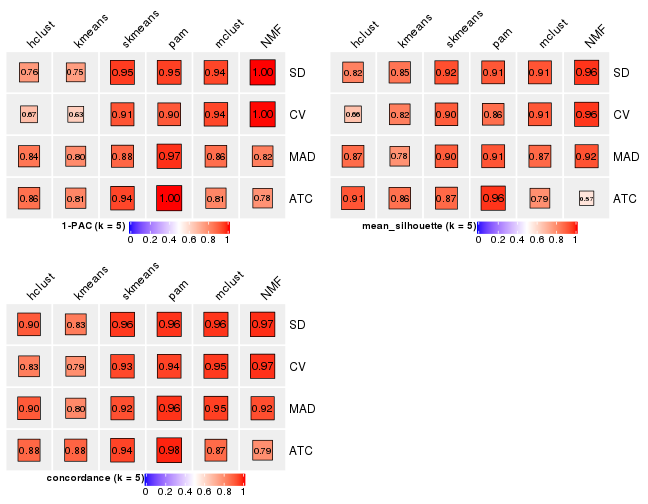 hclust kmeans skmeans pam mclust NMF
0.76 0.75 0.95 0.95 0.94 1.00 SD
0.67 0.63 0.91 0.90 0.94 1.00 CV
0.84 0.80 0.88 0.97 0.86 0.82 MAD
0.86 0.81 0.94 1.00 0.81 0.78 ATC
1-PAC (k = 5)
0 0.2 0.4 0.6 0.8 1
hclust kmeans skmeans pam mclust NMF
0.82 0.85 0.92 0.91 0.91 0.96 SD
0.66 0.82 0.90 0.86 0.91 0.95 CV
0.87 0.78 0.90 0.91 0.87 0.92 MAD
0.91 0.86 0.87 0.96 0.79 0.57 ATC
mean_silhouette (k = 5)
0 0.2 0.4 0.6 0.8 1
hclust kmeans skmeans pam mclust NMF
0.90 0.83 0.96 0.96 0.96 0.97 SD
0.83 0.79 0.93 0.94 0.95 0.97 CV
0.90 0.80 0.92 0.96 0.95 0.92 MAD
0.88 0.88 0.94 0.98 0.87 0.79 ATC
concordance (k = 5)
0 0.2 0.4 0.6 0.8 1